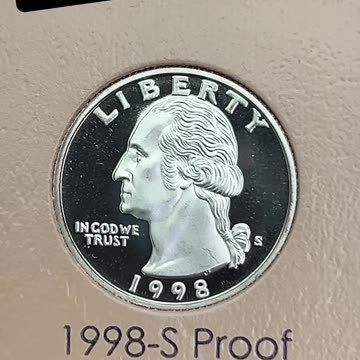 LIBERTY
IN GOD WE
TRUST
S
1998
1998-S Proof